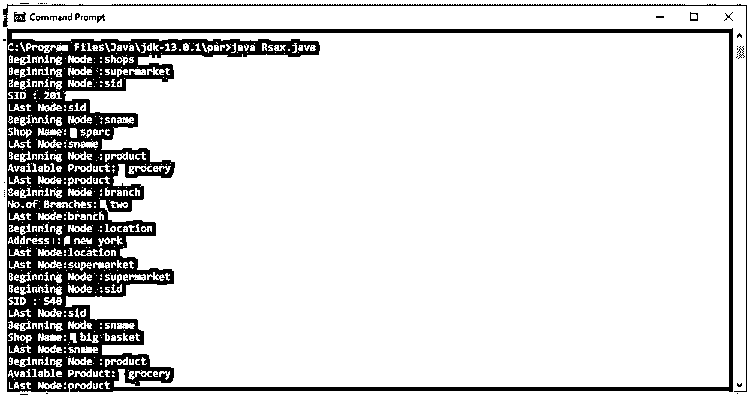 Command Prompt
C:\Program Files\Java\jdk-13.0.1\par>java Rsax.java
Beginning Node :shops
Beginning Node :supermarket
Beginning Node :sid
SID : 201
LAst Node:sid
Beginning Node :sname
Shop Name:  sparc
LAst Node:sname
Beginning Node :product
Available Product:  grocery
LAst Node:product
Beginning Node :branch
No.of Branches:  two
LAst Node:branch
Beginning Node :location
Address :  new york
LAst Node:location
LAst Node:supermarket
Beginning Node :supermarket
Beginning Node :sid
SID : 540
LAst Node:sid
Beginning Node :sname
Shop Name:  big basket
LAst Node:sname
Beginning Node :product
Available Product:  grocery
LAst Node:product